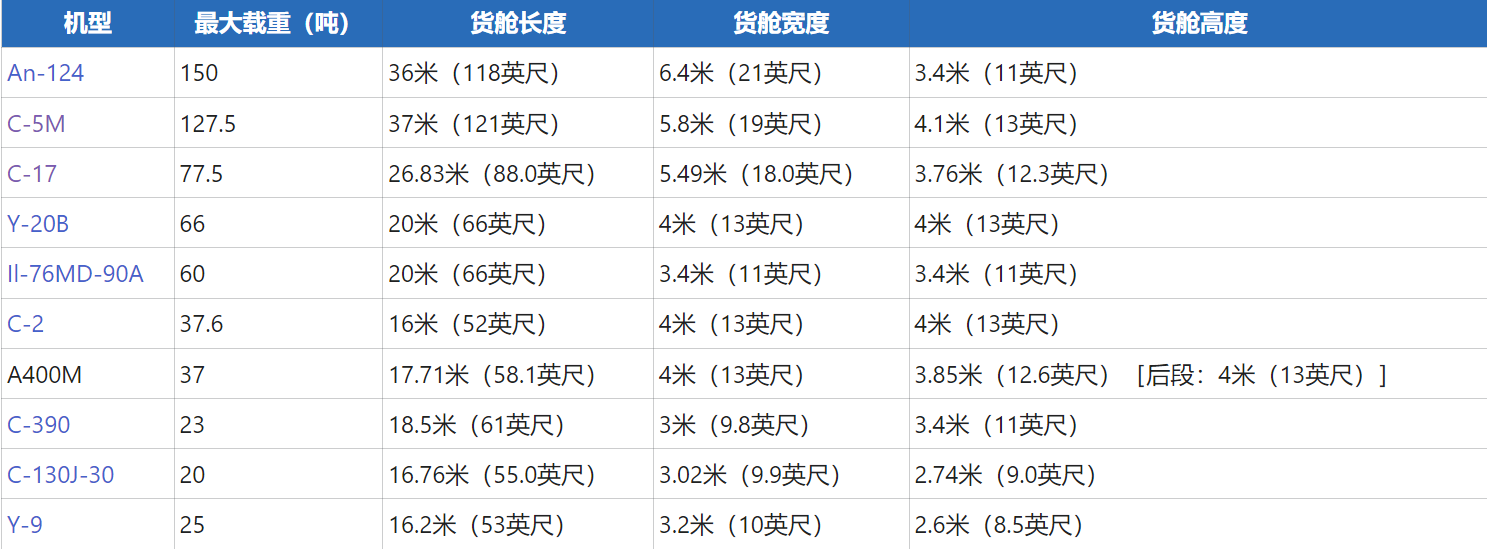 机型 最大载重（吨） 货舱长度 货舱宽度 货舱高度
An-124 150 36米（118英尺） 6.4米（21英尺） 3.4米（11英尺）
C-5M 127.5 37米（121英尺） 5.8米（19英尺） 4.1米（13英尺）
C-17 77.5 26.83米（88.0英尺） 5.49米（18.0英尺） 3.76米（12.3英尺）
Y-20B 66 20米（66英尺） 4米（13英尺） 4米（13英尺）
Il-76MD-90A 60 20米（66英尺） 3.4米（11英尺） 3.4米（11英尺）
C-2 37.6 16米（52英尺） 4米（13英尺） 4米（13英尺）
A400M 37 17.71米（58.1英尺） 4米（13英尺） 3.85米（12.6英尺） [后段：4米（13英尺）]
C-390 23 18.5米（61英尺） 3米（9.8英尺） 3.4米（11英尺）
C-130J-30 20 16.76米（55.0英尺） 3.02米（9.9英尺） 2.74米（9.0英尺）
Y-9 25 16.2米（53英尺） 3.2米（10英尺） 2.6米（8.5英尺）